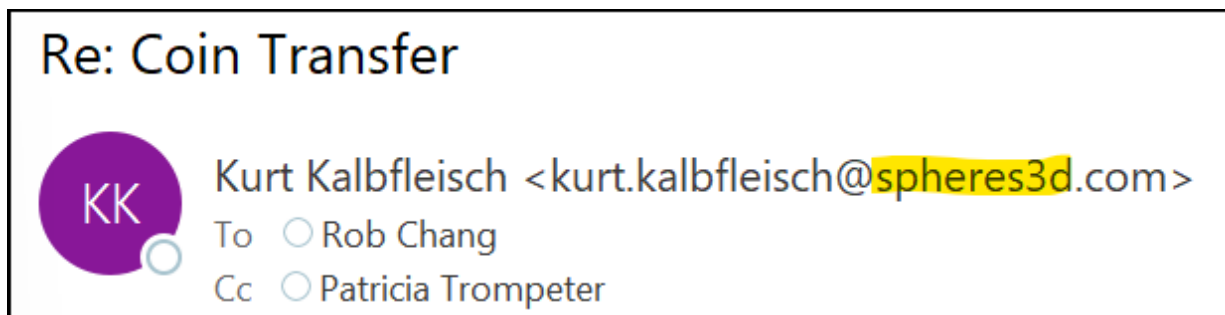 Re: Coin Transfer
KK
Kurt Kalbfleisch <kurt.kalbfleisch@spheres3d.com>
To Rob Chang
Cc Patricia Trompeter